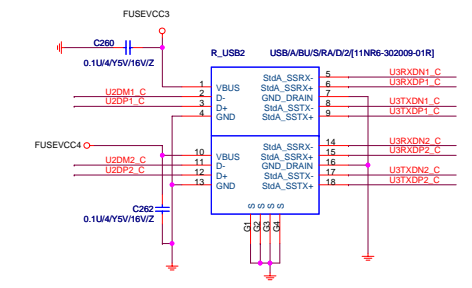 FUSEVCC3
C260
0.1U/4/Y5V/16V/Z
R_USB2 USB/A/BU/S/RA/D/2/[11NR6-302009-01R]
1 VBUS StdA_SSRX- 5 U3RXDN1_C
U2DM1_C 2 D- StdA_SSRX+ 6 U3RXDP1_C
U2DP1_C 3 D+ GND_DRAIN 7
4 GND StdA_SSTX- 8 U3TXDN1_C
StdA_SSTX+ 9 U3TXDP1_C
FUSEVCC4
10 VBUS StdA_SSRX- 14 U3RXDN2_C
U2DM2_C 11 D- StdA_SSRX+ 15 U3RXDP2_C
U2DP2_C 12 D+ GND_DRAIN 16
13 GND StdA_SSTX- 17 U3TXDN2_C
StdA_SSTX+ 18 U3TXDP2_C
C262
0.1U/4/Y5V/16V/Z
S S S S
G1 G2 G3 G4